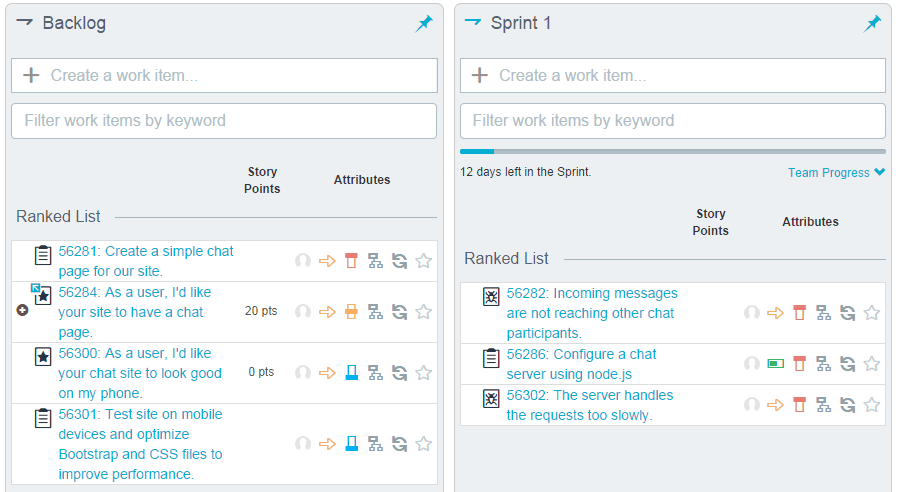 Backlog
Create a work item...
Filter work items by keyword
Story
Points
Attributes
Ranked List
56281: Create a simple chat
page for our site.
56284: As a user, I'd like
your site to have a chat
page.
20 pts
56300: As a user, I'd like
your chat site to look good
on my phone.
0 pts
56301: Test site on mobile
devices and optimize
Bootstrap and CSS files to
improve performance.
Sprint 1
Create a work item...
Filter work items by keyword
12 days left in the Sprint.
Team Progress
Story
Points
Attributes
Ranked List
56282: Incoming messages
are not reaching other chat
participants.
56286: Configure a chat
server using node.js
56302: The server handles
the requests too slowly.